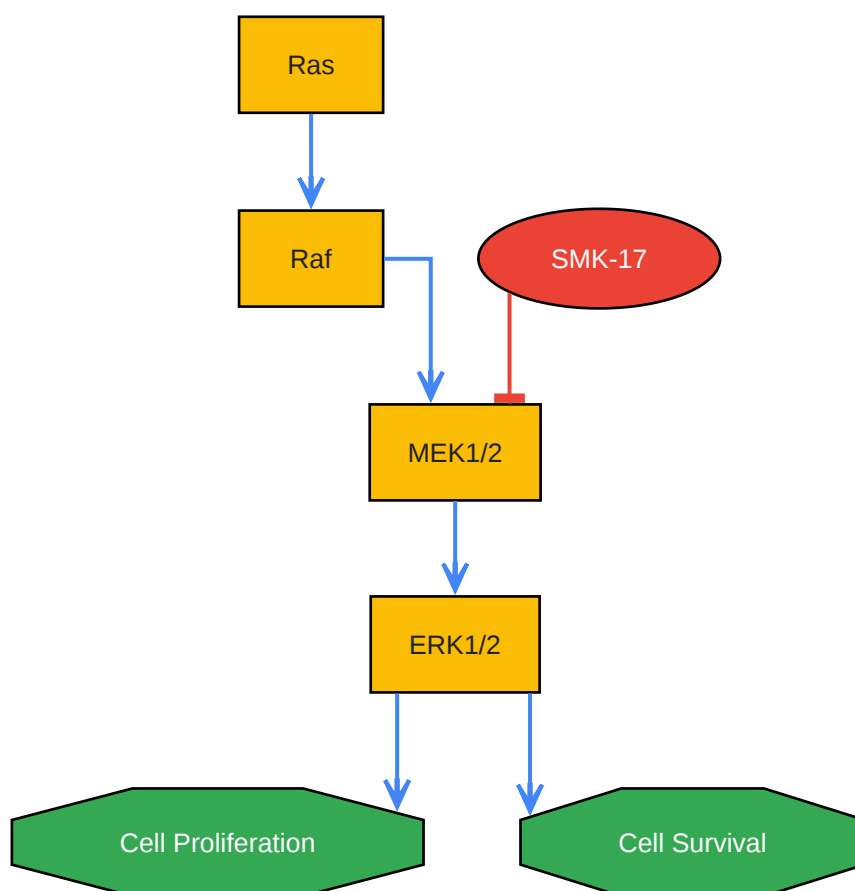 Ras
Raf
SMK-17
MEK1/2
ERK1/2
Cell Proliferation
Cell Survival